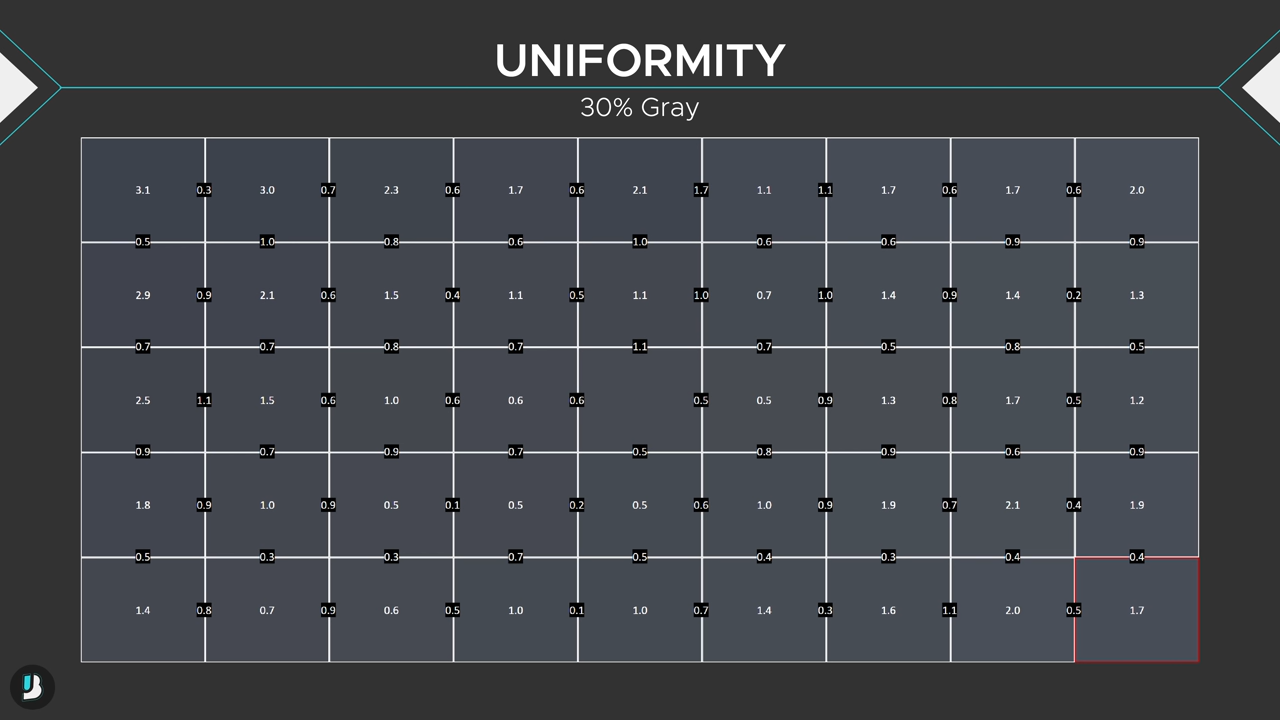 UNIFORMITY
30% Gray
3.1 0.3 3.0 0.7 2.3 0.6 1.7 0.6 2.1 1.7 1.1 1.1 1.7 0.6 1.7 0.6 2.0
0.5 1.0 0.8 0.6 1.0 0.6 0.6 0.9 0.9
2.9 0.9 2.1 0.6 1.5 0.4 1.1 0.5 1.1 1.0 0.7 1.0 1.4 0.9 1.4 0.2 1.3
0.7 0.7 0.8 0.7 1.1 0.7 0.5 0.8 0.5
2.5 1.1 1.5 0.6 1.0 0.6 0.6 0.6 0.5 0.5 0.9 1.3 0.8 1.7 0.5 1.2
0.9 0.7 0.9 0.7 0.5 0.8 0.9 0.6 0.9
1.8 0.9 1.0 0.9 0.5 0.1 0.5 0.2 0.5 0.6 1.0 0.9 1.9 0.7 2.1 0.4 1.9
0.5 0.3 0.3 0.7 0.5 0.4 0.3 0.4 0.4
1.4 0.8 0.7 0.9 0.6 0.5 1.0 0.1 1.0 0.7 1.4 0.3 1.6 1.1 2.0 0.5 1.7